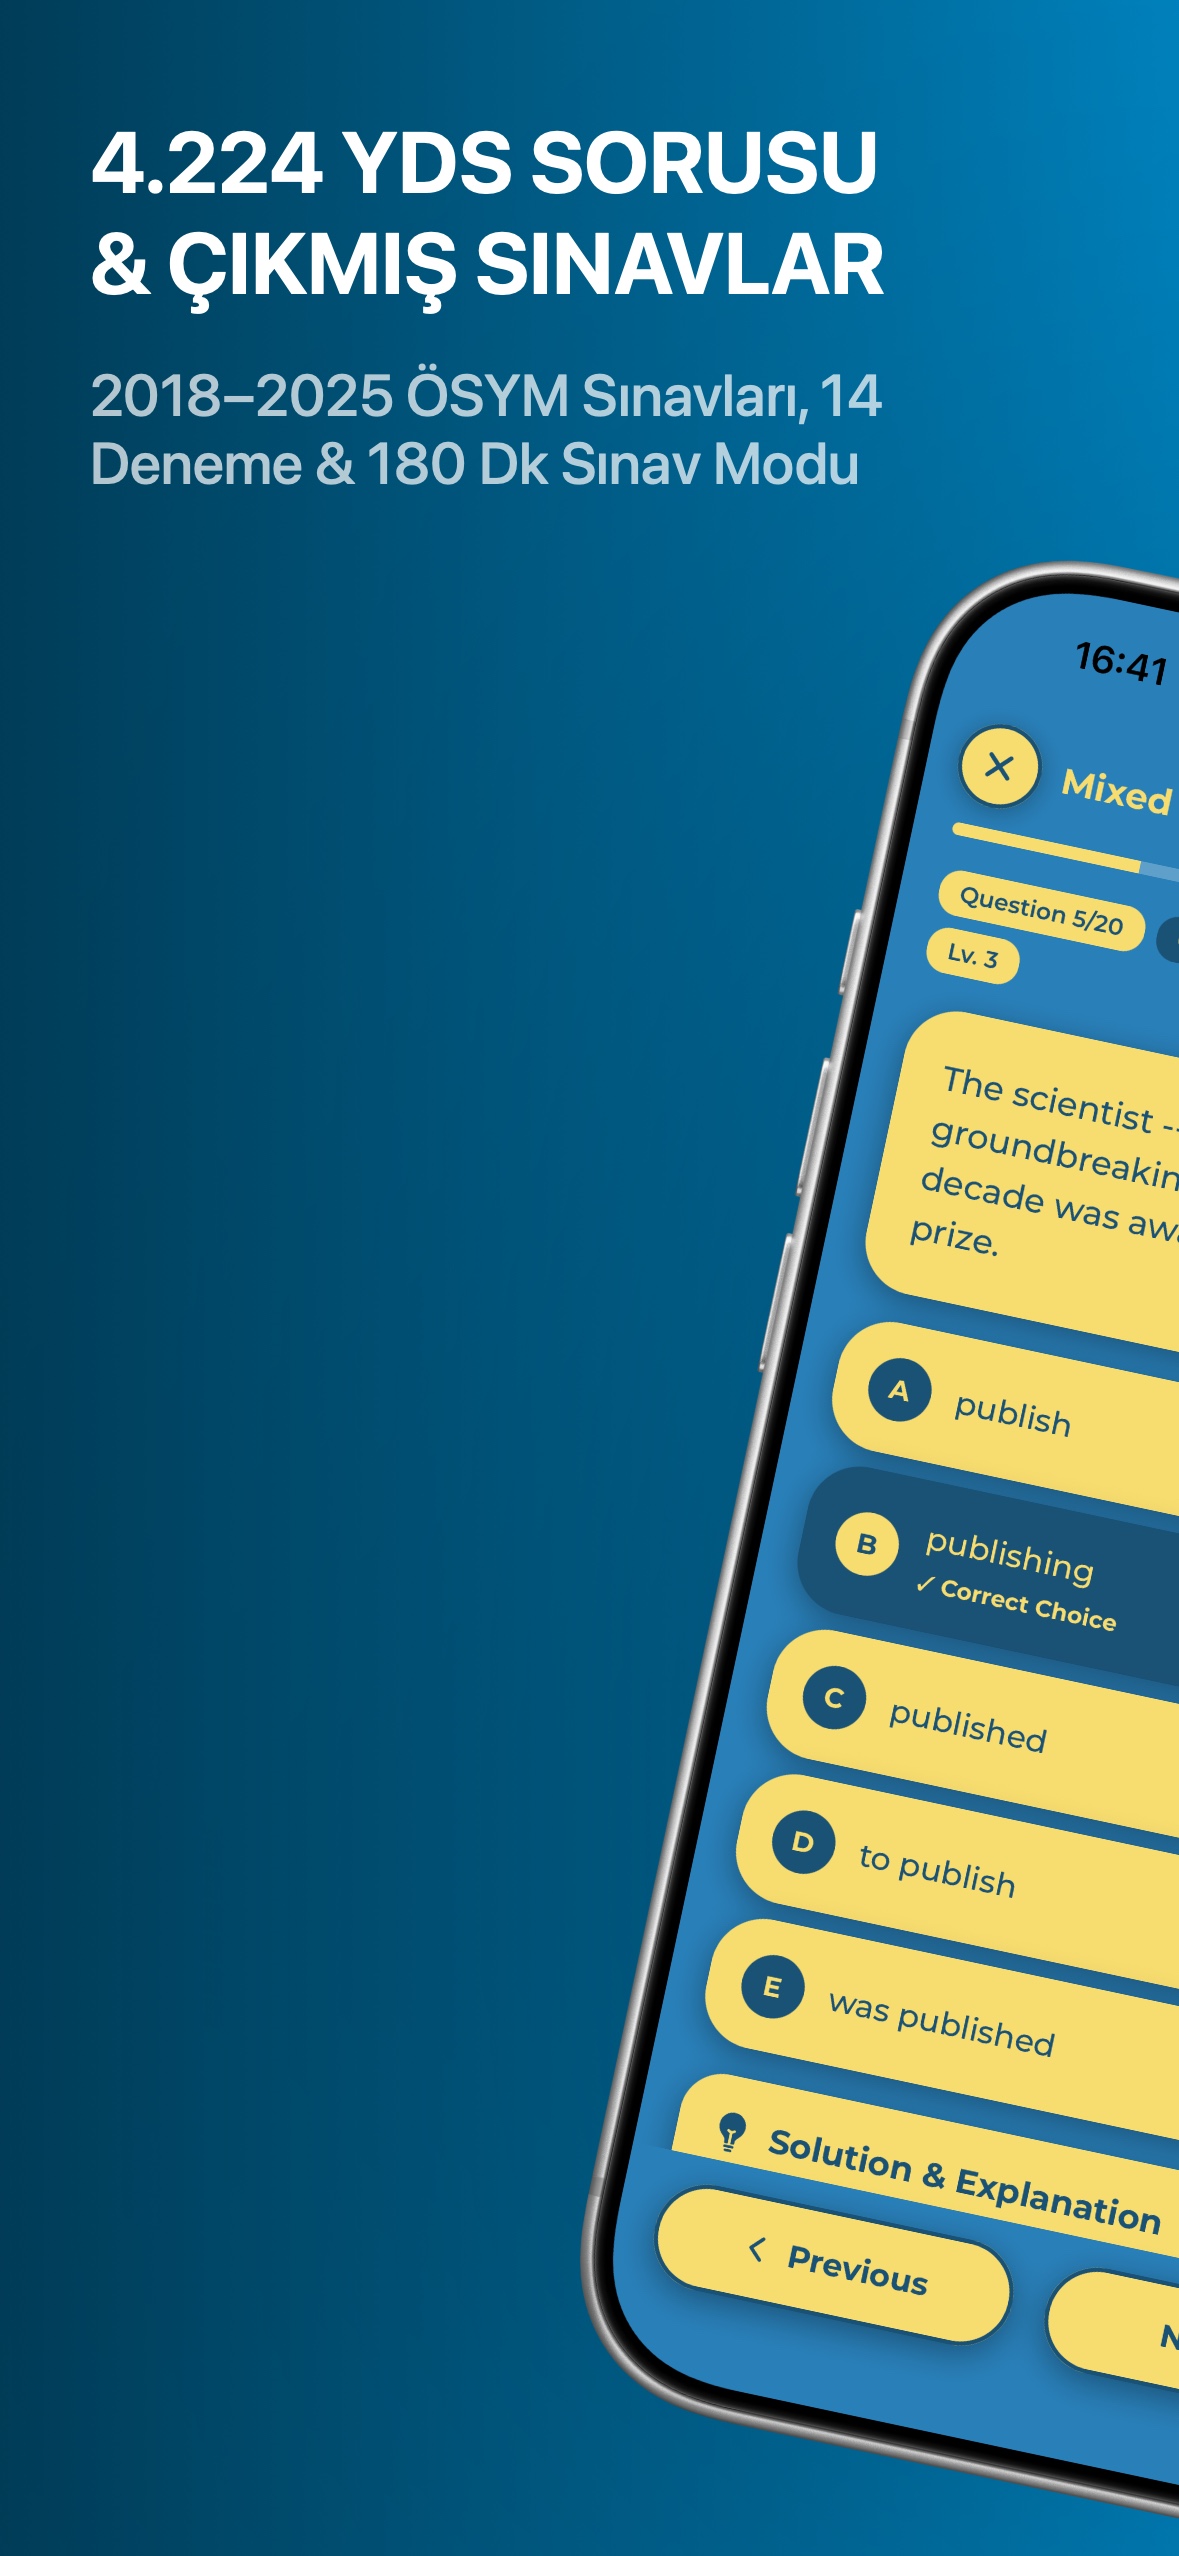 4.224 YDS SORUSU
& ÇIKMIŞ SINAVLAR
2018–2025 ÖSYM Sınavları, 14
Deneme & 180 Dk Sınav Modu
16:41
Mixed
Question 5/20
Lv. 3
The scientist --
decade was
prize.
A publish
B publishing
✓ Correct Choice
C published
D to publish
E was published
Solution & Explanation
Previous